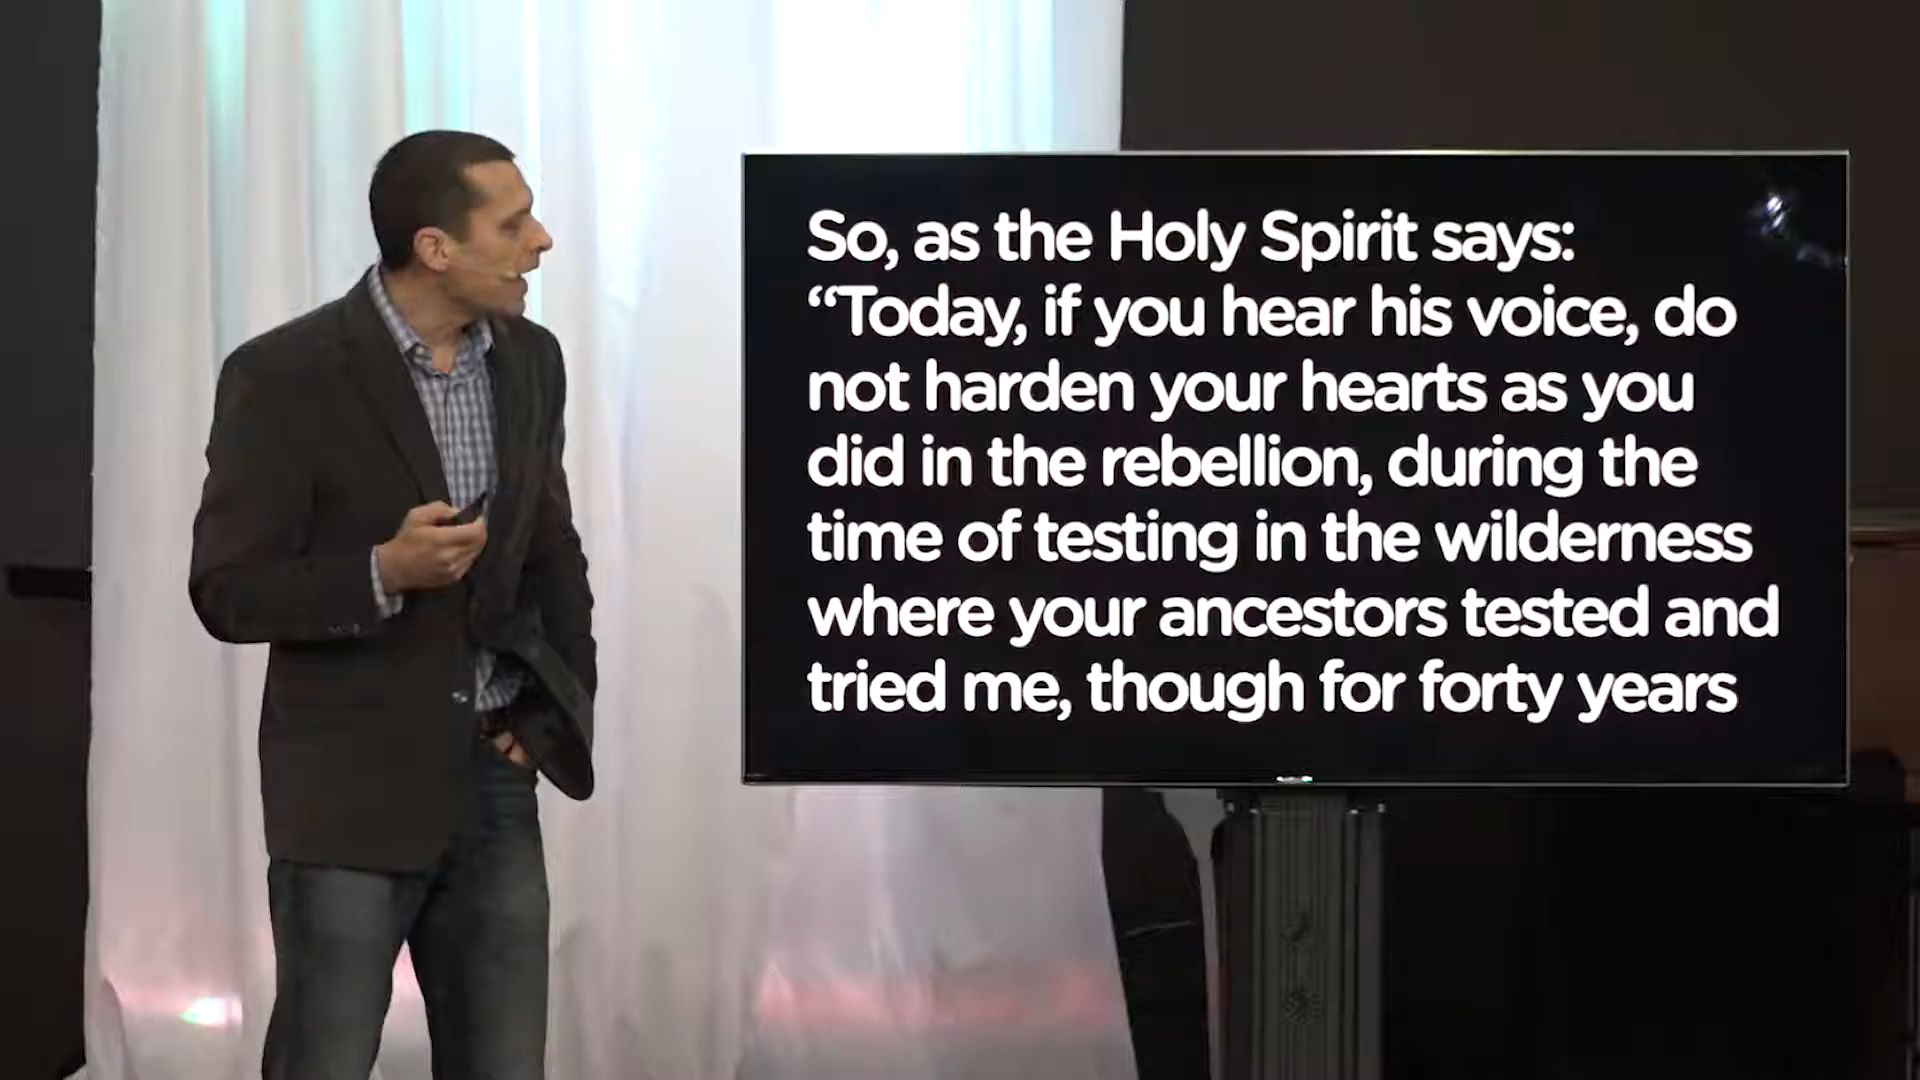 So, as the Holy Spirit says:
“Today, if you hear his voice, do
not harden your hearts as you
did in the rebellion, during the
time of testing in the wilderness
where your ancestors tested and
tried me, though for forty years